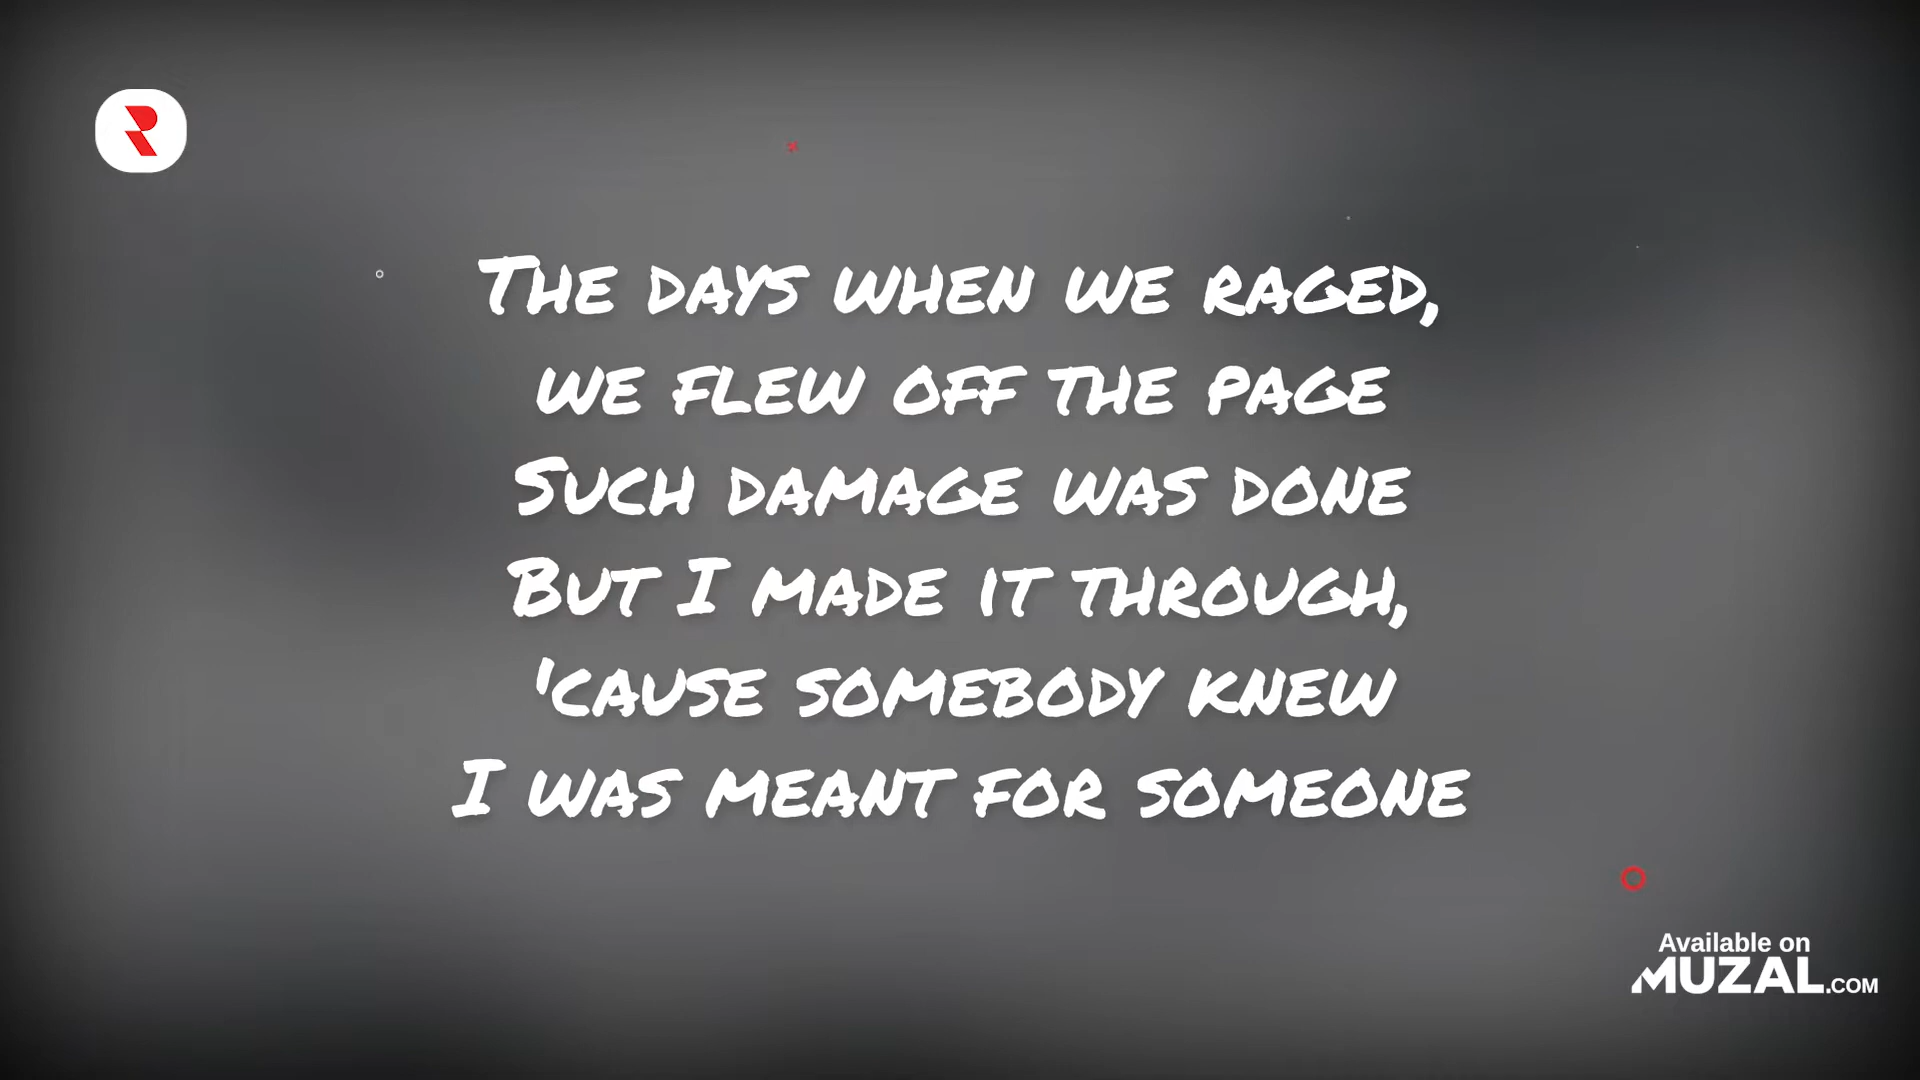 The days when we raged,
we flew off the page
Such damage was done
But I made it through,
'cause somebody knew
I was meant for someone
Available on
MUZAL.COM